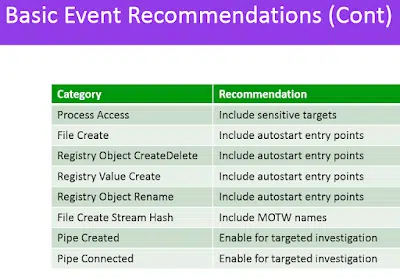 Basic Event Recommendations (Cont)
Category Recommendation
Process Access Include sensitive targets
File Create Include autostart entry points
Registry Object CreateDelete Include autostart entry points
Registry Value Create Include autostart entry points
Registry Object Rename Include autostart entry points
File Create Stream Hash Include MOTW names
Pipe Created Enable for targeted investigation
Pipe Connected Enable for targeted investigation